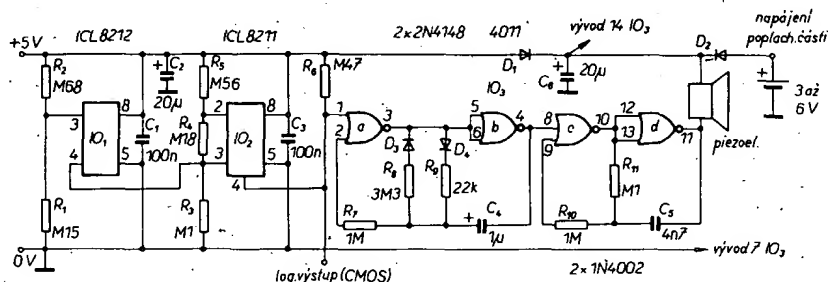 ICL8212 ICL8211 2×2N4148 4011 vývod 14 IO₃ napájení
poplach.části
+5V R₂ M68 C₂ 20µ R₅ M56 R₆ M47 D₁ C₆ 20µ D₂
3 až
6V
IO₃
3 8 IO₁ 4 5 C₁ 100n
2 8 R₄ M18 IO₂ 3 5 4 C₃ 100n
1 2 a 3 5 6 b 4 8 9 c 10 12 13 d 11 piezoel.
D₃ D₄
R₈ 3M3 R₉ 22k R₁₁ M1
R₁ M15 R₃ M1 R₇ 1M C₄ 1µ R₁₀ 1M C₅ 4n7
0V vývod 7 IO₃
log.výstup (CMOS) 2×1N4002